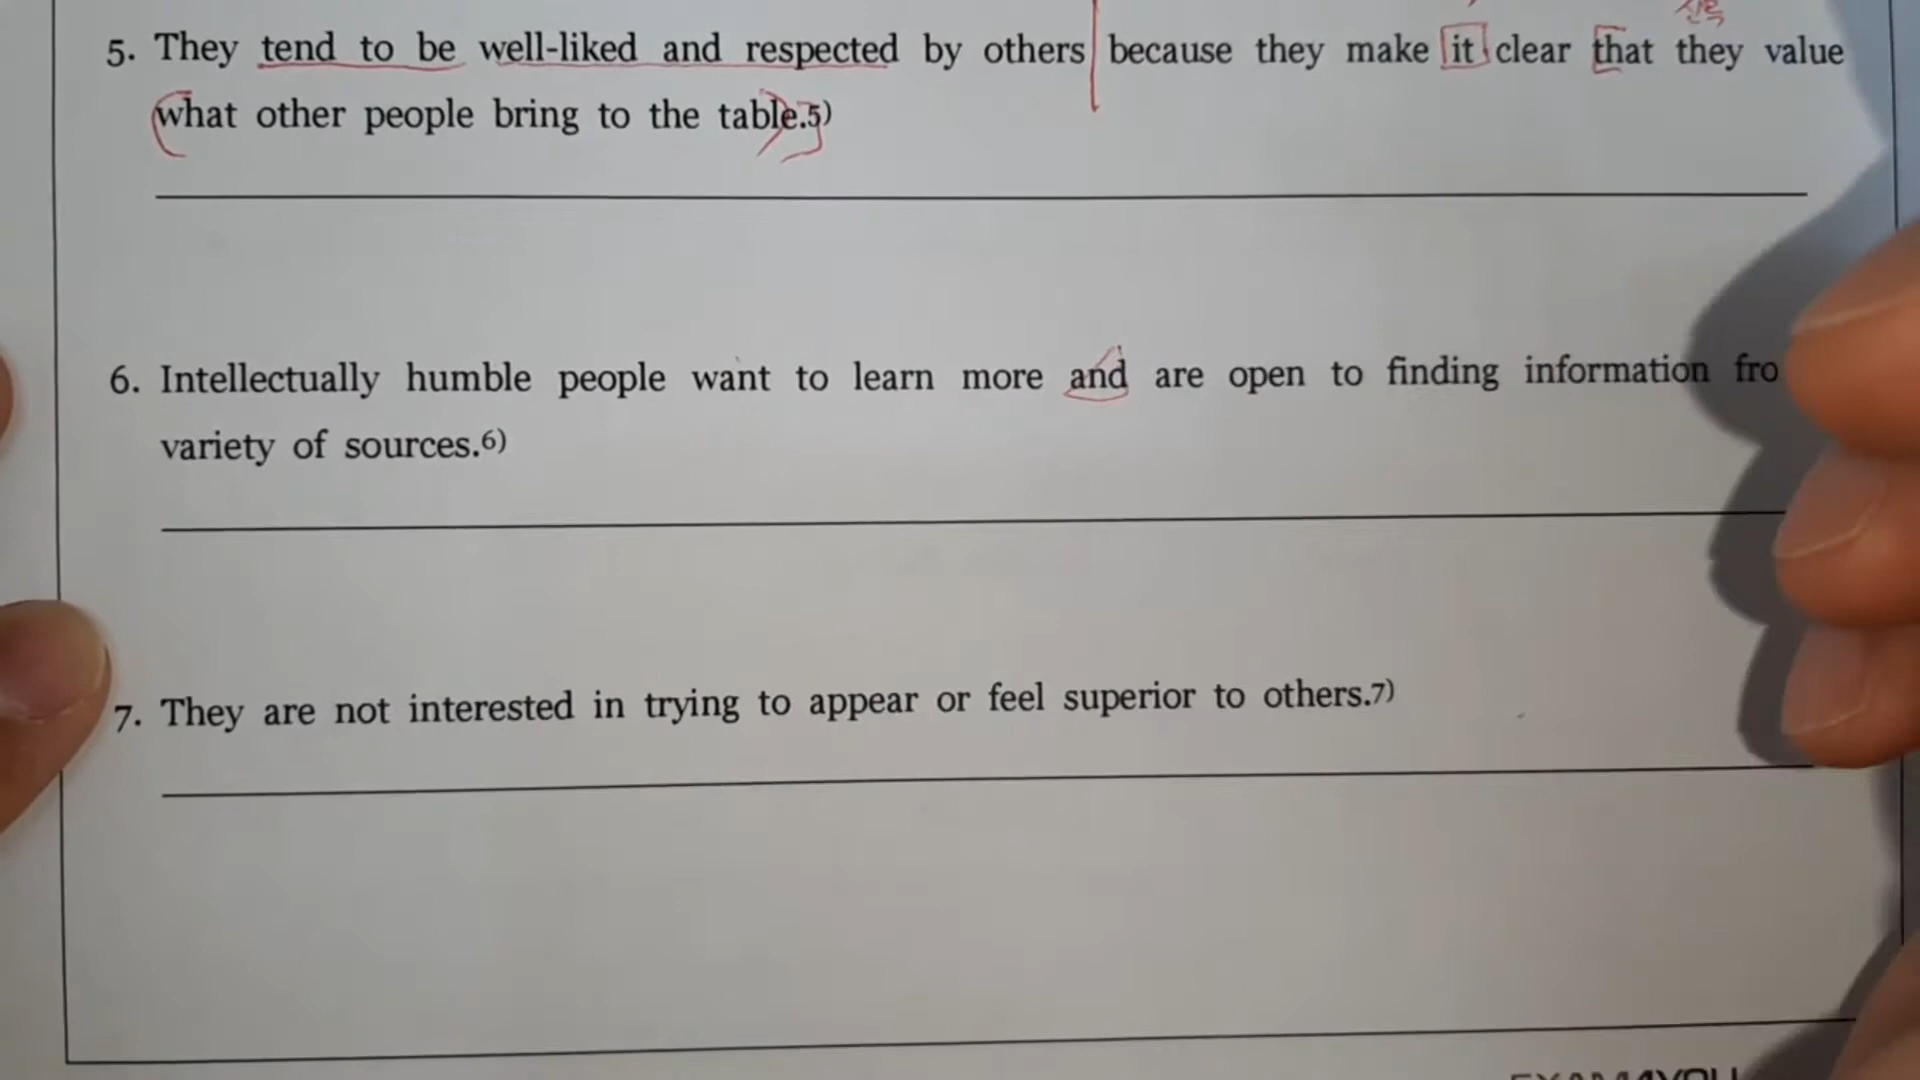 진목
5. They tend to be well-liked and respected by others because they make it clear that they value
what other people bring to the table.5)
6. Intellectually humble people want to learn more and are open to finding information fro
variety of sources.6)
7. They are not interested in trying to appear or feel superior to others.7)